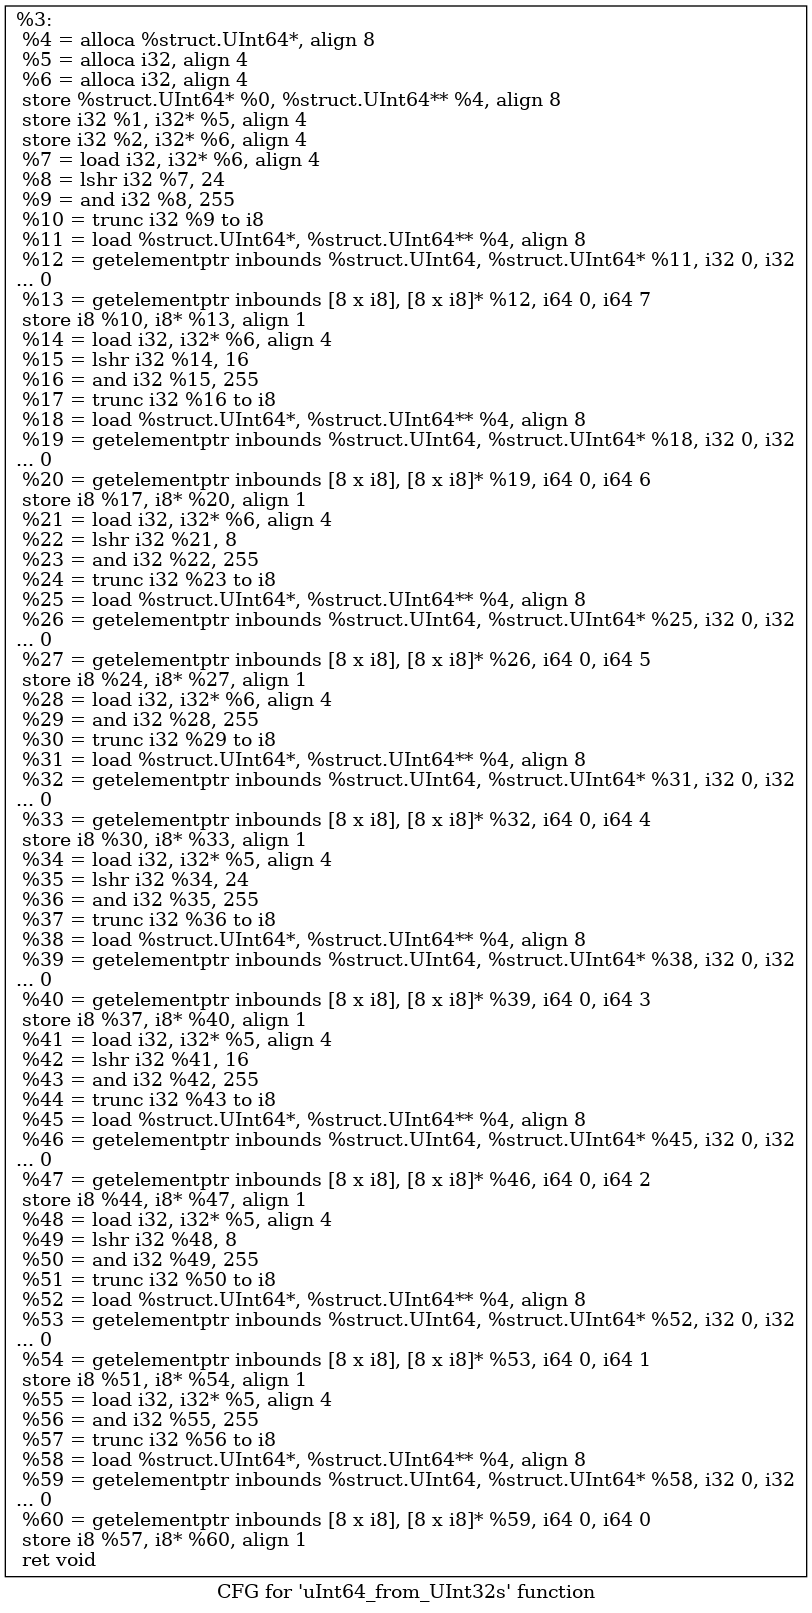 %3:
%4 = alloca %struct.UInt64*, align 8
%5 = alloca i32, align 4
%6 = alloca i32, align 4
store %struct.UInt64* %0, %struct.UInt64** %4, align 8
store i32 %1, i32* %5, align 4
store i32 %2, i32* %6, align 4
%7 = load i32, i32* %6, align 4
%8 = lshr i32 %7, 24
%9 = and i32 %8, 255
%10 = trunc i32 %9 to i8
%11 = load %struct.UInt64*, %struct.UInt64** %4, align 8
%12 = getelementptr inbounds %struct.UInt64, %struct.UInt64* %11, i32 0, i32
... 0
%13 = getelementptr inbounds [8 x i8], [8 x i8]* %12, i64 0, i64 7
store i8 %10, i8* %13, align 1
%14 = load i32, i32* %6, align 4
%15 = lshr i32 %14, 16
%16 = and i32 %15, 255
%17 = trunc i32 %16 to i8
%18 = load %struct.UInt64*, %struct.UInt64** %4, align 8
%19 = getelementptr inbounds %struct.UInt64, %struct.UInt64* %18, i32 0, i32
... 0
%20 = getelementptr inbounds [8 x i8], [8 x i8]* %19, i64 0, i64 6
store i8 %17, i8* %20, align 1
%21 = load i32, i32* %6, align 4
%22 = lshr i32 %21, 8
%23 = and i32 %22, 255
%24 = trunc i32 %23 to i8
%25 = load %struct.UInt64*, %struct.UInt64** %4, align 8
%26 = getelementptr inbounds %struct.UInt64, %struct.UInt64* %25, i32 0, i32
... 0
%27 = getelementptr inbounds [8 x i8], [8 x i8]* %26, i64 0, i64 5
store i8 %24, i8* %27, align 1
%28 = load i32, i32* %6, align 4
%29 = and i32 %28, 255
%30 = trunc i32 %29 to i8
%31 = load %struct.UInt64*, %struct.UInt64** %4, align 8
%32 = getelementptr inbounds %struct.UInt64, %struct.UInt64* %31, i32 0, i32
... 0
%33 = getelementptr inbounds [8 x i8], [8 x i8]* %32, i64 0, i64 4
store i8 %30, i8* %33, align 1
%34 = load i32, i32* %5, align 4
%35 = lshr i32 %34, 24
%36 = and i32 %35, 255
%37 = trunc i32 %36 to i8
%38 = load %struct.UInt64*, %struct.UInt64** %4, align 8
%39 = getelementptr inbounds %struct.UInt64, %struct.UInt64* %38, i32 0, i32
... 0
%40 = getelementptr inbounds [8 x i8], [8 x i8]* %39, i64 0, i64 3
store i8 %37, i8* %40, align 1
%41 = load i32, i32* %5, align 4
%42 = lshr i32 %41, 16
%43 = and i32 %42, 255
%44 = trunc i32 %43 to i8
%45 = load %struct.UInt64*, %struct.UInt64** %4, align 8
%46 = getelementptr inbounds %struct.UInt64, %struct.UInt64* %45, i32 0, i32
... 0
%47 = getelementptr inbounds [8 x i8], [8 x i8]* %46, i64 0, i64 2
store i8 %44, i8* %47, align 1
%48 = load i32, i32* %5, align 4
%49 = lshr i32 %48, 8
%50 = and i32 %49, 255
%51 = trunc i32 %50 to i8
%52 = load %struct.UInt64*, %struct.UInt64** %4, align 8
%53 = getelementptr inbounds %struct.UInt64, %struct.UInt64* %52, i32 0, i32
... 0
%54 = getelementptr inbounds [8 x i8], [8 x i8]* %53, i64 0, i64 1
store i8 %51, i8* %54, align 1
%55 = load i32, i32* %5, align 4
%56 = and i32 %55, 255
%57 = trunc i32 %56 to i8
%58 = load %struct.UInt64*, %struct.UInt64** %4, align 8
%59 = getelementptr inbounds %struct.UInt64, %struct.UInt64* %58, i32 0, i32
... 0
%60 = getelementptr inbounds [8 x i8], [8 x i8]* %59, i64 0, i64 0
store i8 %57, i8* %60, align 1
ret void
CFG for 'uInt64_from_UInt32s' function